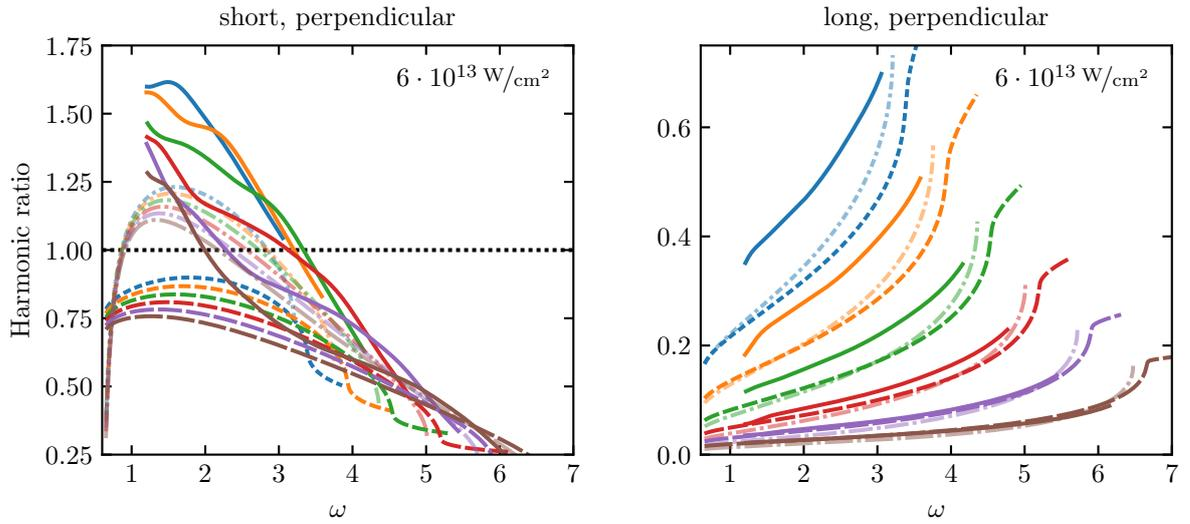 short, perpendicular
6 · 10¹³ W/cm²
Harmonic ratio
1.75
1.50
1.25
1.00
0.75
0.50
0.25
1 2 3 4 5 6 7
ω
long, perpendicular
6 · 10¹³ W/cm²
0.6
0.4
0.2
0.0
1 2 3 4 5 6 7
ω